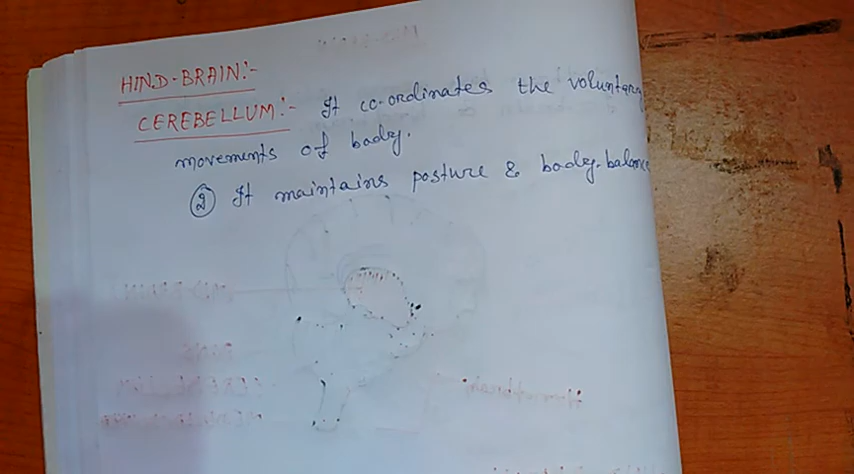 HIND-BRAIN:-
CEREBELLUM:- It co-ordinates the voluntary
movements of body.
② It maintains posture & body-balance